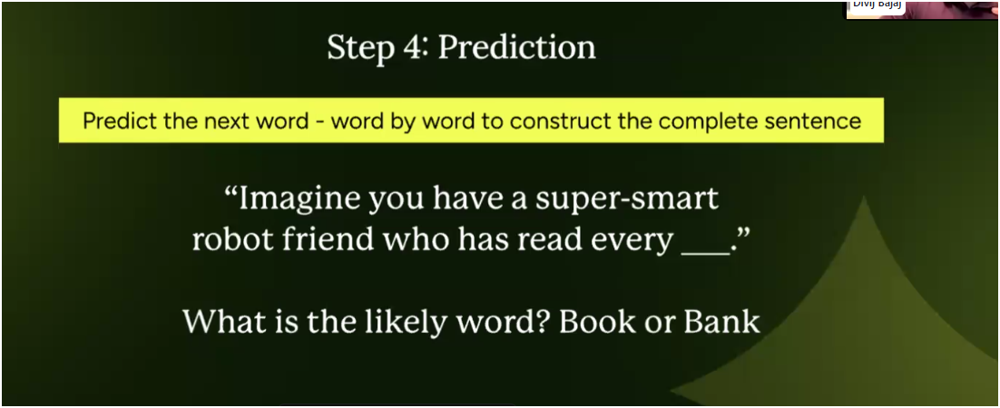 Divij Bajaj
Step 4: Prediction
Predict the next word - word by word to construct the complete sentence
“Imagine you have a super-smart
robot friend who has read every ___.”
What is the likely word? Book or Bank